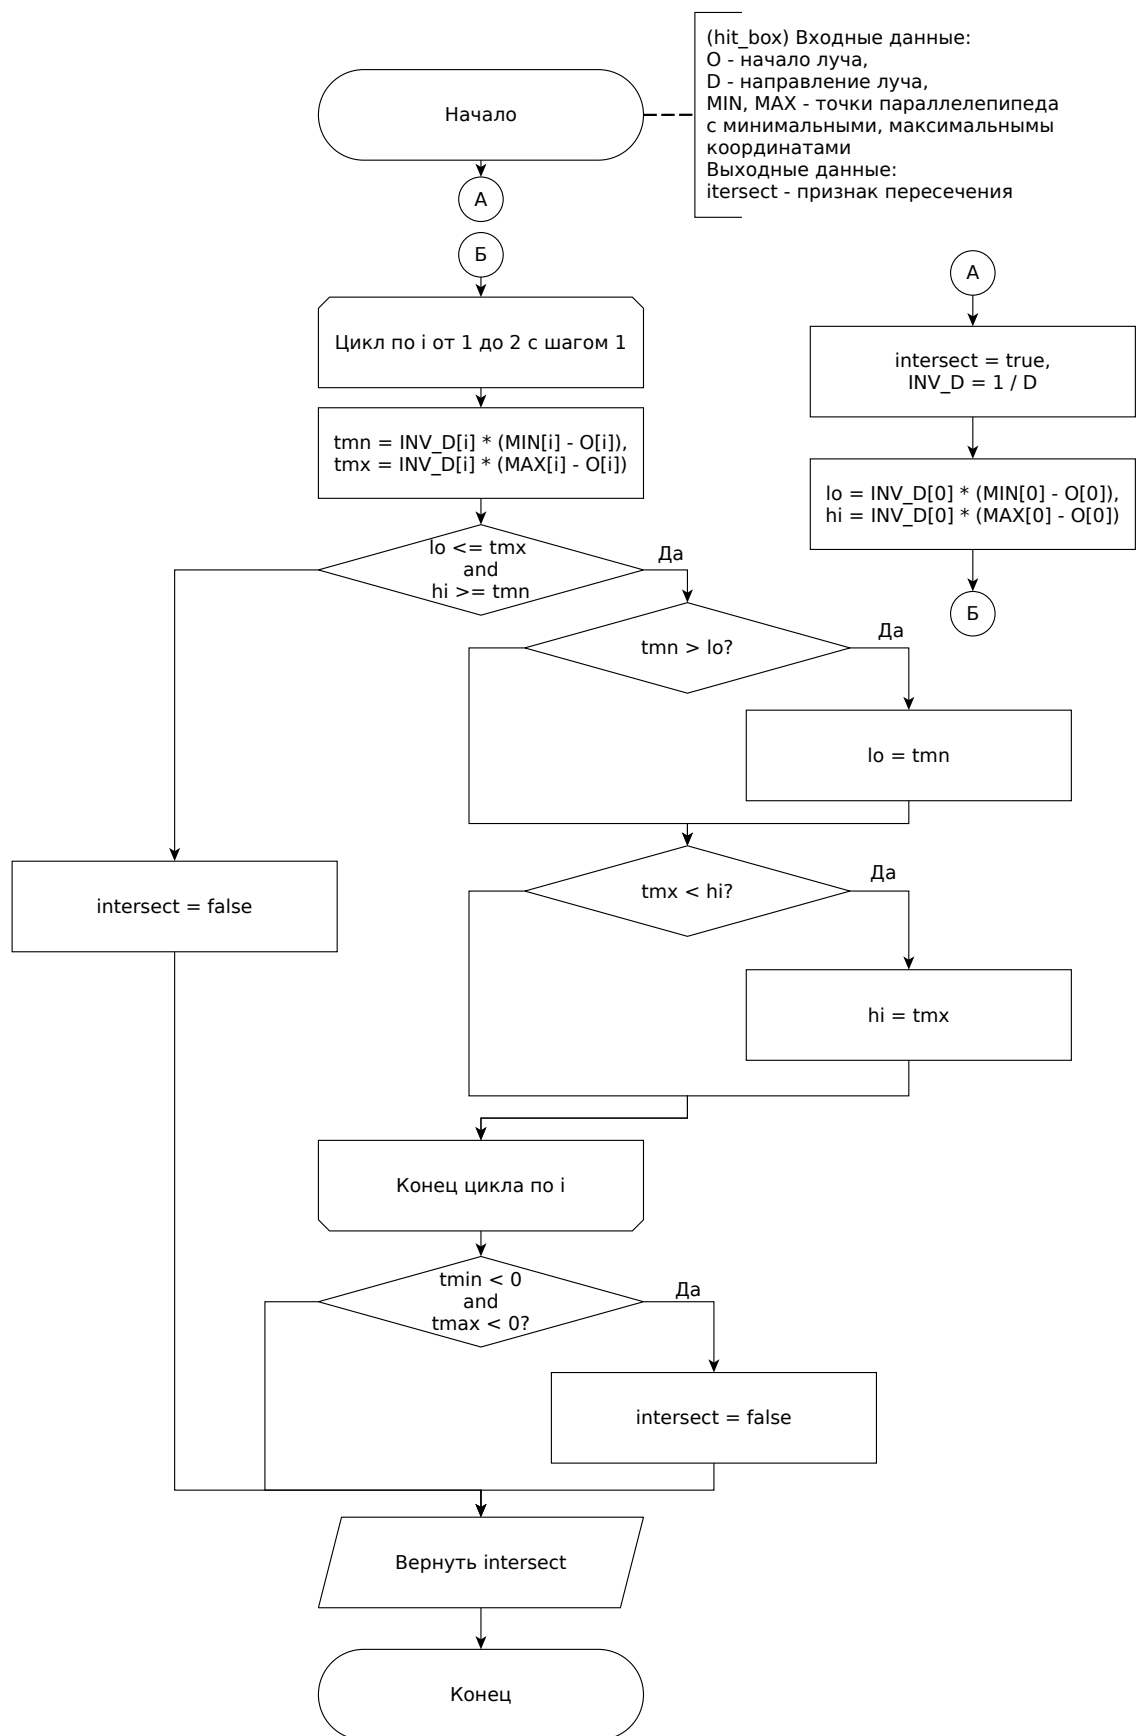 (hit_box) Входные данные:
O - начало луча,
D - направление луча,
MIN, MAX - точки параллелепипеда
с минимальными, максимальнымы
координатами
Выходные данные:
itersect - признак пересечения
Начало
А
Б
Цикл по i от 1 до 2 с шагом 1
tmn = INV_D[i] * (MIN[i] - O[i]),
tmx = INV_D[i] * (MAX[i] - O[i])
lo <= tmx
and
hi >= tmn
Да
tmn > lo?
Да
lo = tmn
intersect = false
tmx < hi?
Да
hi = tmx
Конец цикла по i
tmin < 0
and
tmax < 0?
Да
intersect = false
Вернуть intersect
Конец
А
intersect = true,
INV_D = 1 / D
lo = INV_D[0] * (MIN[0] - O[0]),
hi = INV_D[0] * (MAX[0] - O[0])
Б